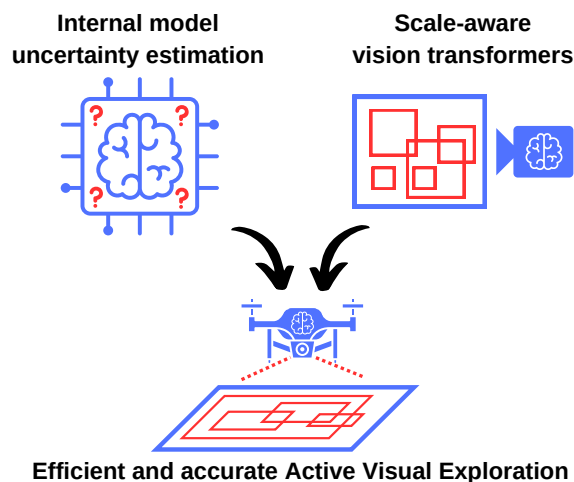 Internal model
uncertainty estimation
Scale-aware
vision transformers
? ?
? ?
Efficient and accurate Active Visual Exploration